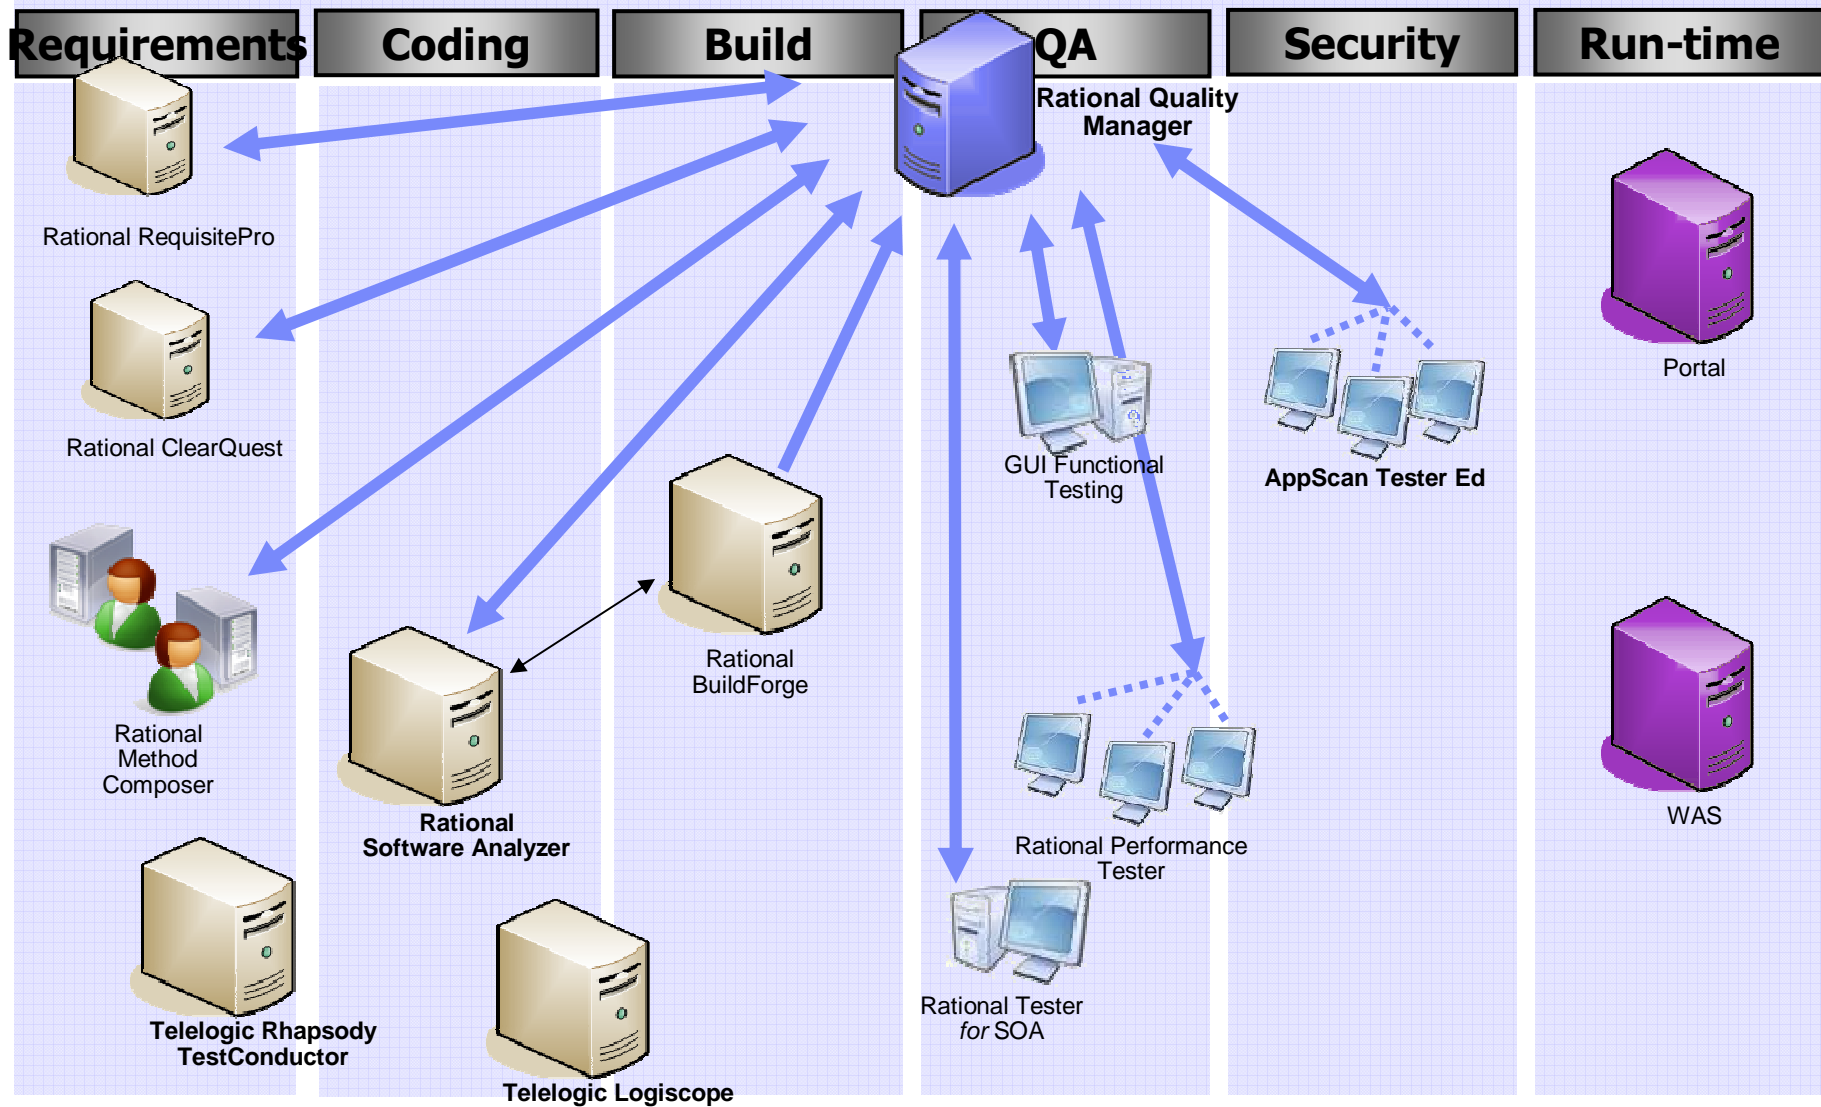 Requirements
Coding
Build
QA
Security
Run-time
Rational Quality
Manager
Rational RequisitePro
Rational ClearQuest
Rational
Method
Composer
Telelogic Rhapsody
TestConductor
Rational
Software Analyzer
Telelogic Logiscope
Rational
BuildForge
GUI Functional
Testing
Rational Performance
Tester
Rational Tester
for SOA
AppScan Tester Ed
Portal
WAS